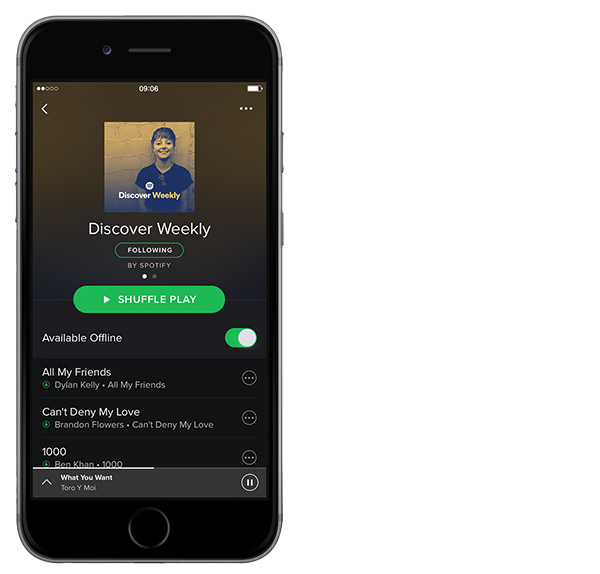 09:06
Discover Weekly
Discover Weekly
FOLLOWING
BY SPOTIFY
SHUFFLE PLAY
Available Offline
All My Friends
Dylan Kelly • All My Friends
Can't Deny My Love
Brandon Flowers • Can't Deny My Love
1000
Ben Khan • 1000
What You Want
Toro Y Moi